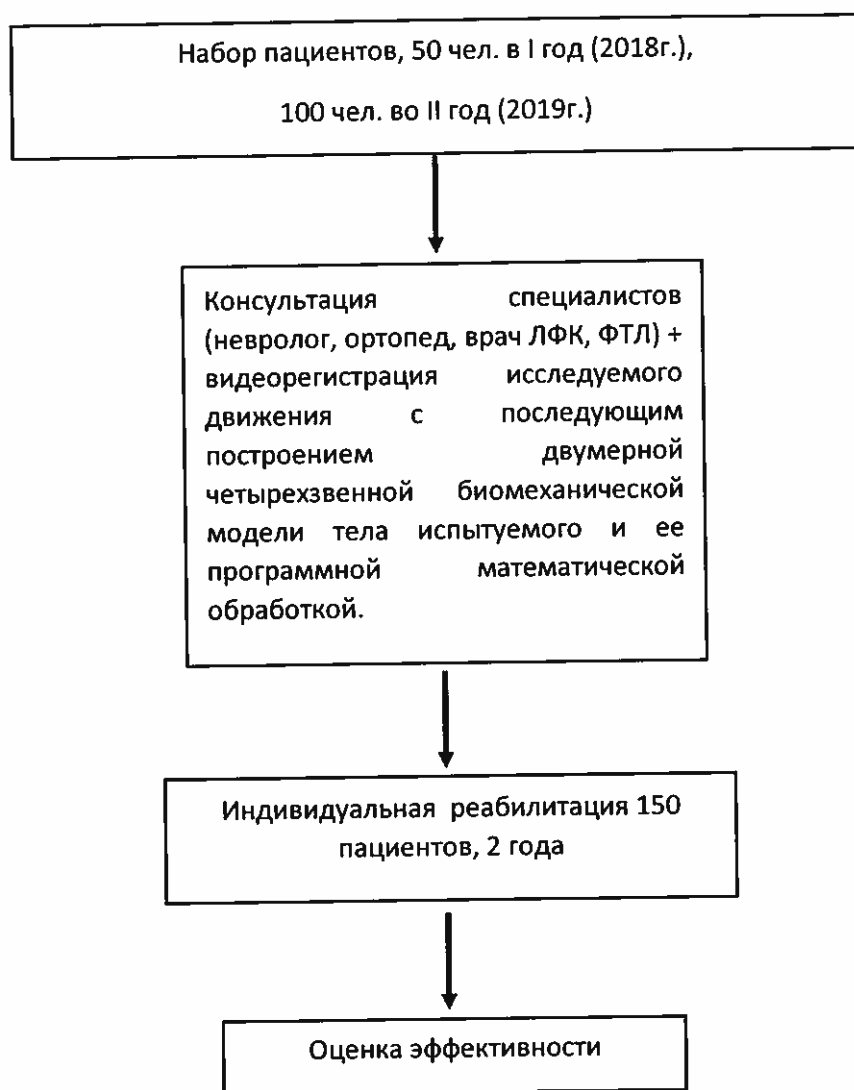 Набор пациентов, 50 чел. в I год (2018г.),
100 чел. во II год (2019г.)
Консультация специалистов
(невролог, ортопед, врач ЛФК, ФТЛ) +
видеорегистрация исследуемого
движения с последующим
построением двумерной
четырехзвенной биомеханической
модели тела испытуемого и ее
программной математической
обработкой.
Индивидуальная реабилитация 150
пациентов, 2 года
Оценка эффективности